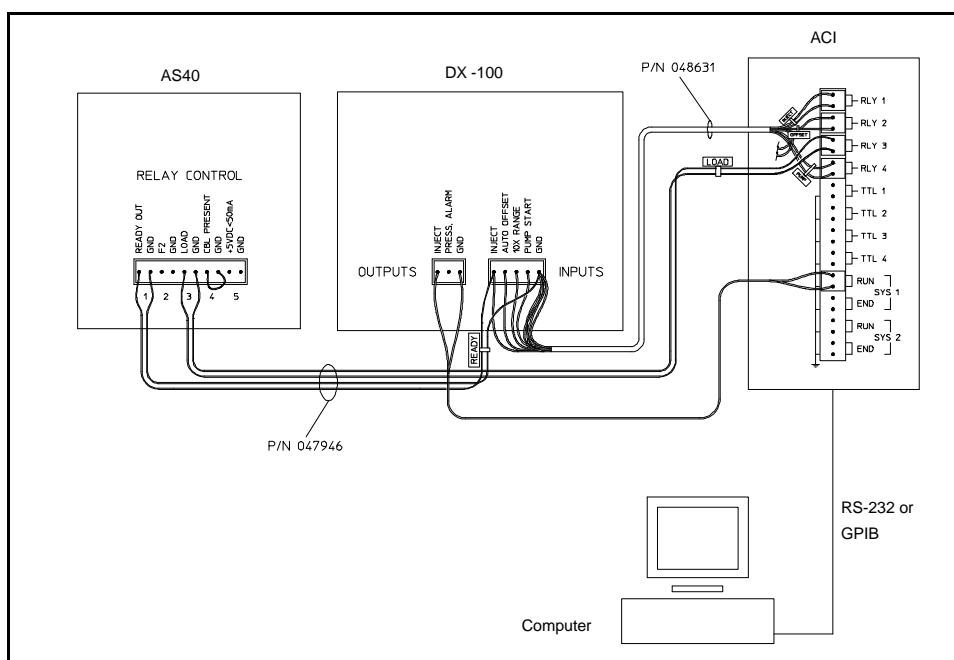 ACI
P/N 048631
AS40
DX -100
RELAY CONTROL
READY OUT
GND
F2
GND
LOAD
GND
CBL PRESENT
GND
+5VDC<50mA
GND
1
2
3
4
5
OUTPUTS
INJECT
PRESS. ALARM
GND
INJECT
AUTO OFFSET
10X RANGE
PUMP START
GND
INPUTS
READY
LOAD
OFFSET
RLY 1
RLY 2
RLY 3
RLY 4
TTL 1
TTL 2
TTL 3
TTL 4
RUN
SYS 1
END
RUN
SYS 2
END
P/N 047946
RS-232 or
GPIB
Computer